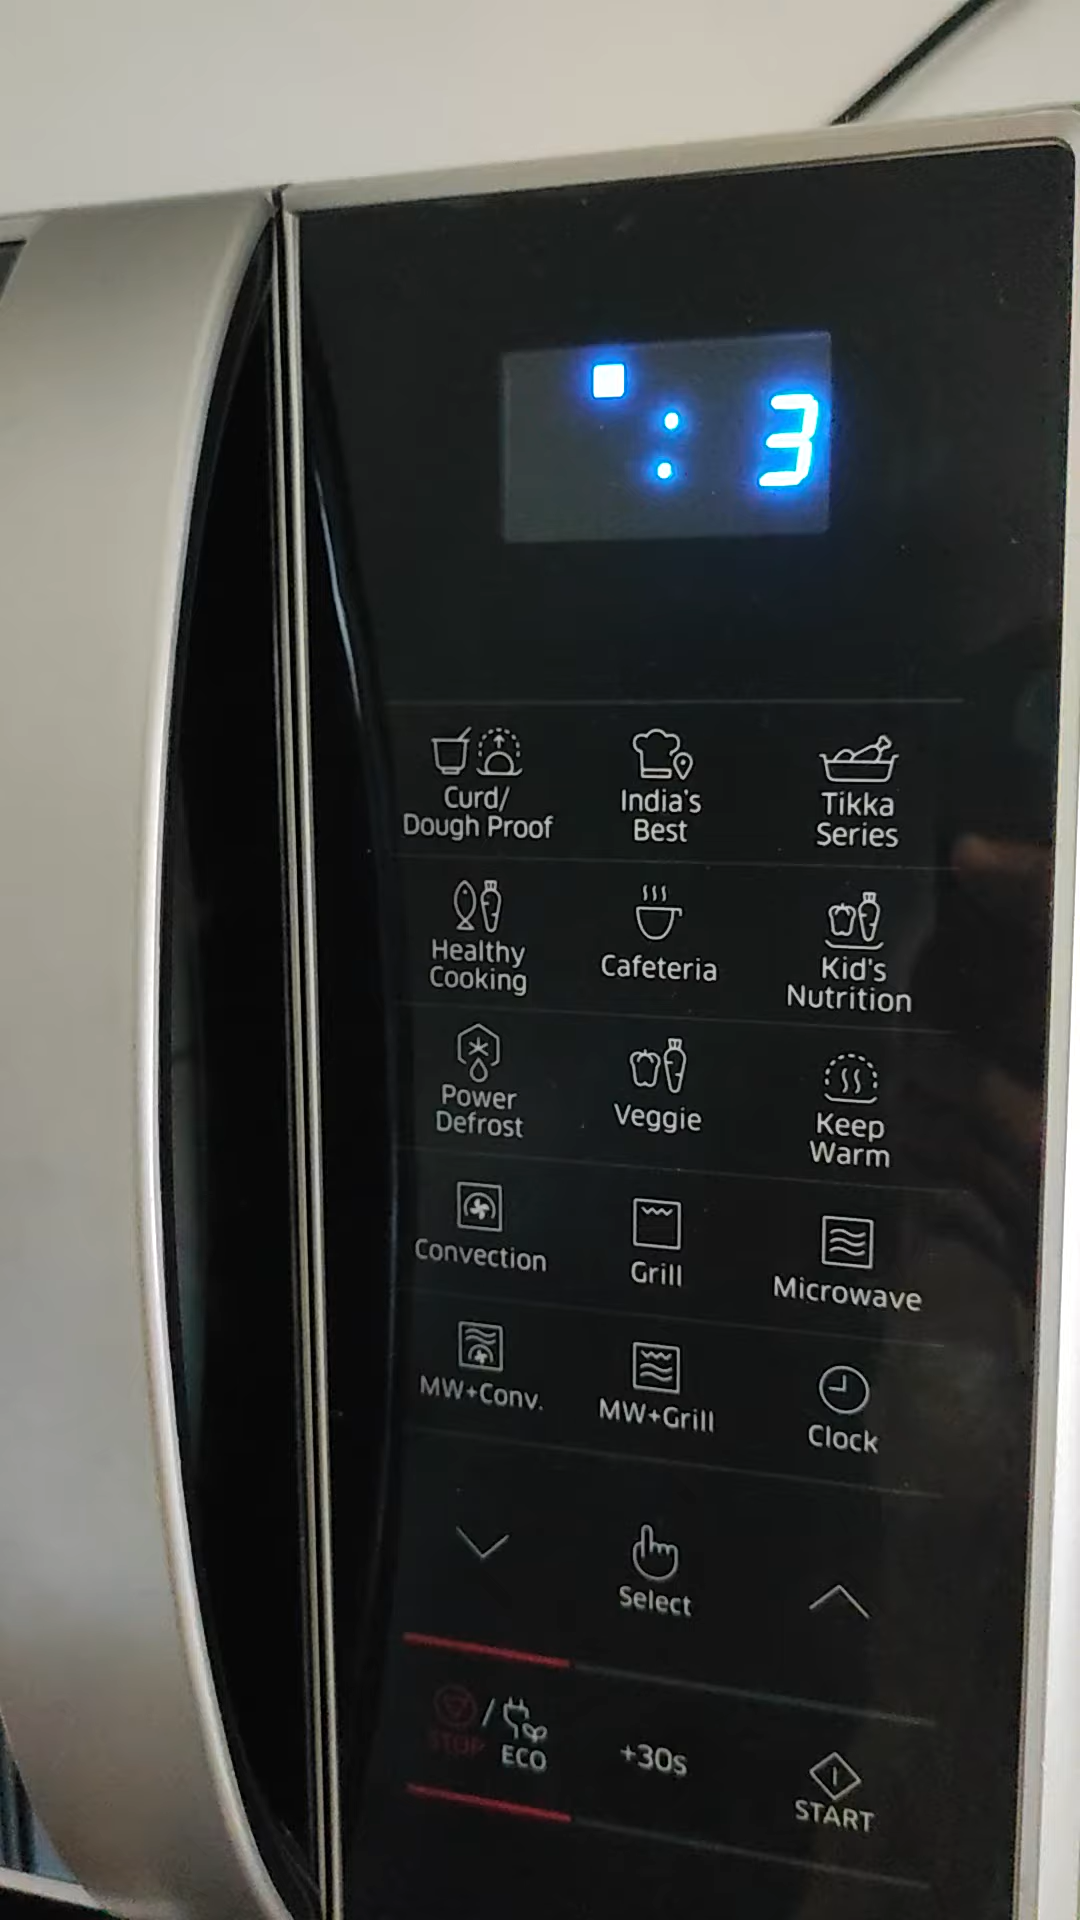 : 3
Curd/
Dough Proof
India's
Best
Tikka
Series
Healthy
Cooking
Cafeteria
Kid's
Nutrition
Power
Defrost
Veggie
Keep
Warm
Convection
Grill
Microwave
MW+Conv.
MW+Grill
Clock
Select
STOP
/
ECO
+30s
START